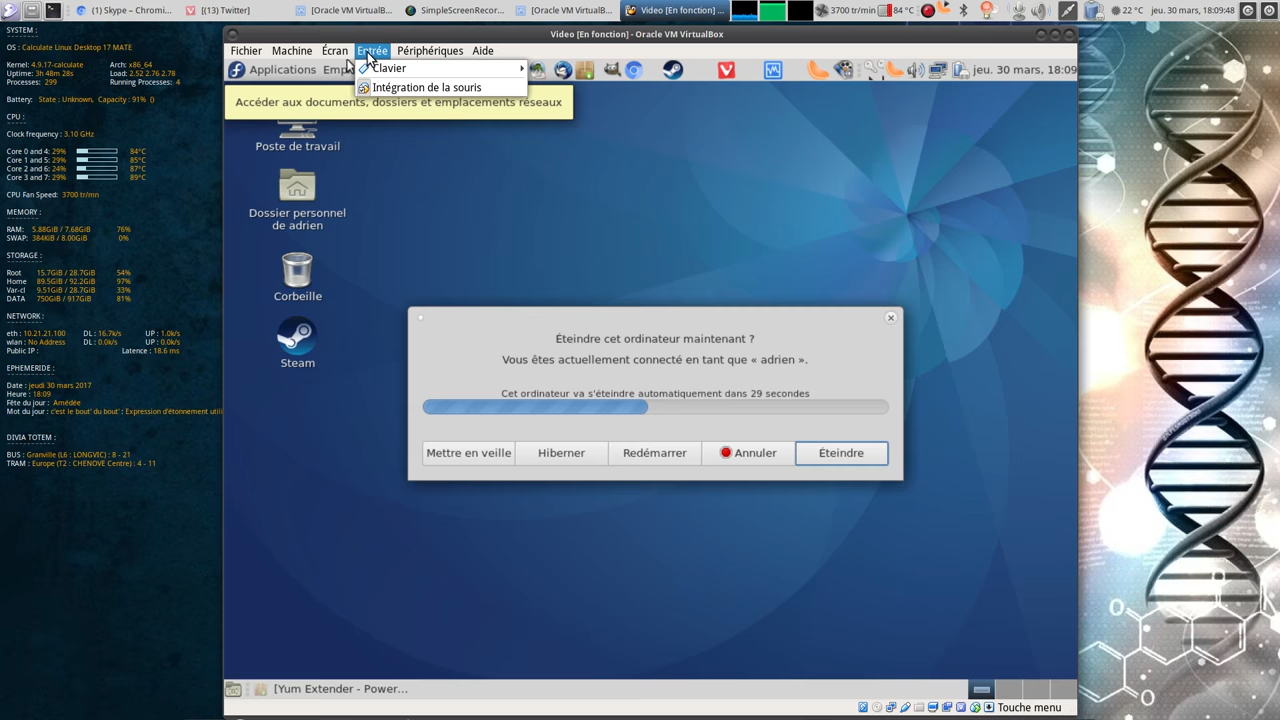 (1) Skype – Chromi...
[(13) Twitter]
[Oracle VM VirtualB...
SimpleScreenRecor...
[Oracle VM VirtualB...
Video [En fonction] -...
3700 tr/min
84 °C
22 °C
jeu. 30 mars, 18:09:48
SYSTEM :
OS : Calculate Linux Desktop 17 MATE
Kernel: 4.9.17-calculate Arch: x86_64
Uptime: 3h 48m 28s Load: 2.52 2.76 2.78
Processes: 299 Running Processes: 4
Battery: State : Unknown, Capacity : 91% ()
CPU :
Clock frequency : 3.10 GHz
Core 0 and 4: 29% 84°C
Core 1 and 5: 29% 85°C
Core 2 and 6: 24% 87°C
Core 3 and 7: 29% 89°C
CPU Fan Speed: 3700 tr/mn
MEMORY :
RAM: 5.88GiB / 7.68GiB 76%
SWAP: 384KiB / 8.00GiB 0%
STORAGE :
Root 15.7GiB / 28.7GiB 54%
Home 89.5GiB / 92.2GiB 97%
Var-cl 9.51GiB / 28.7GiB 33%
DATA 750GiB / 917GiB 81%
NETWORK :
eth : 10.21.21.100 DL : 16.7k/s UP : 1.0k/s
wlan : No Address DL : 0.0k/s UP : 0.0k/s
Public IP : Latence : 18.6 ms
EPHEMERIDE :
Date : jeudi 30 mars 2017
Heure : 18:09
Fête du jour : Amédée
Mot du jour : c'est le bout' du bout' : Expression d'étonnement utili
DIVIA TOTEM :
BUS : Granville (L6 : LONGVIC) : 8 - 21
TRAM : Europe (T2 : CHENOVE Centre) : 4 - 11
Video [En fonction] - Oracle VM VirtualBox
Fichier Machine Écran Entrée Périphériques Aide
Clavier
Intégration de la souris
Applications Emp
jeu. 30 mars, 18:09
Accéder aux documents, dossiers et emplacements réseaux
Poste de travail
Dossier personnel
de adrien
Corbeille
Steam
Éteindre cet ordinateur maintenant ?
Vous êtes actuellement connecté en tant que « adrien ».
Cet ordinateur va s'éteindre automatiquement dans 29 secondes
Mettre en veille Hiberner Redémarrer Annuler Éteindre
[Yum Extender - Power...
Touche menu
O
O